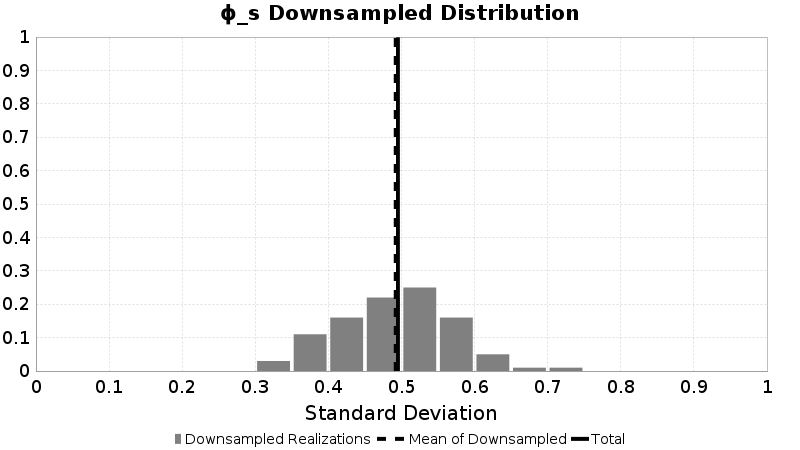 ϕ_s Downsampled Distribution
1
0.9
0.8
0.7
0.6
0.5
0.4
0.3
0.2
0.1
0
0 0.1 0.2 0.3 0.4 0.5 0.6 0.7 0.8 0.9 1
Standard Deviation
Downsampled Realizations Mean of Downsampled Total